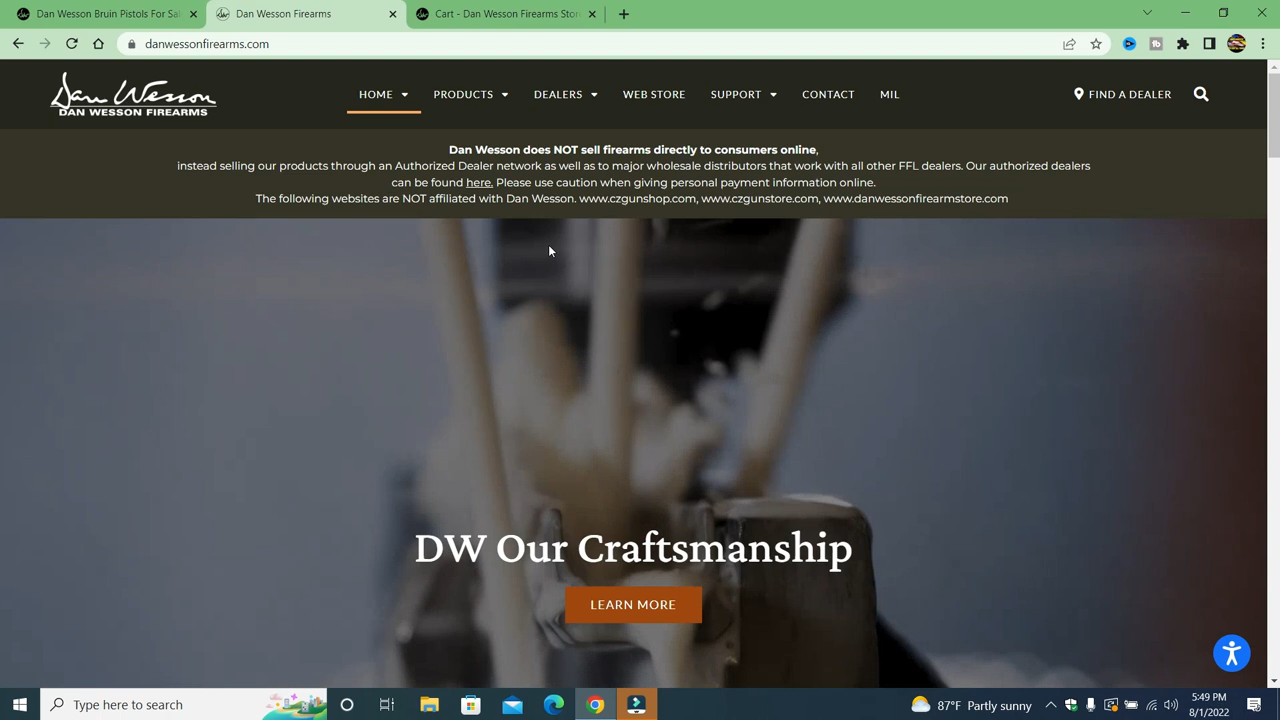 Dan Wesson Bruin Pistols For Sal
Dan Wesson Firearms
Cart - Dan Wesson Firearms Stor
danwessonfirearms.com
Dan Wesson
DAN WESSON FIREARMS
HOME
PRODUCTS
DEALERS
WEB STORE
SUPPORT
CONTACT
MIL
FIND A DEALER
Dan Wesson does NOT sell firearms directly to consumers online,
instead selling our products through an Authorized Dealer network as well as to major wholesale distributors that work with all other FFL dealers. Our authorized dealers
can be found here. Please use caution when giving personal payment information online.
The following websites are NOT affiliated with Dan Wesson. www.czgunshop.com, www.czgunstore.com, www.danwessonfirearmstore.com
DW Our Craftsmanship
LEARN MORE
Type here to search
87°F Partly sunny
5:49 PM
8/1/2022